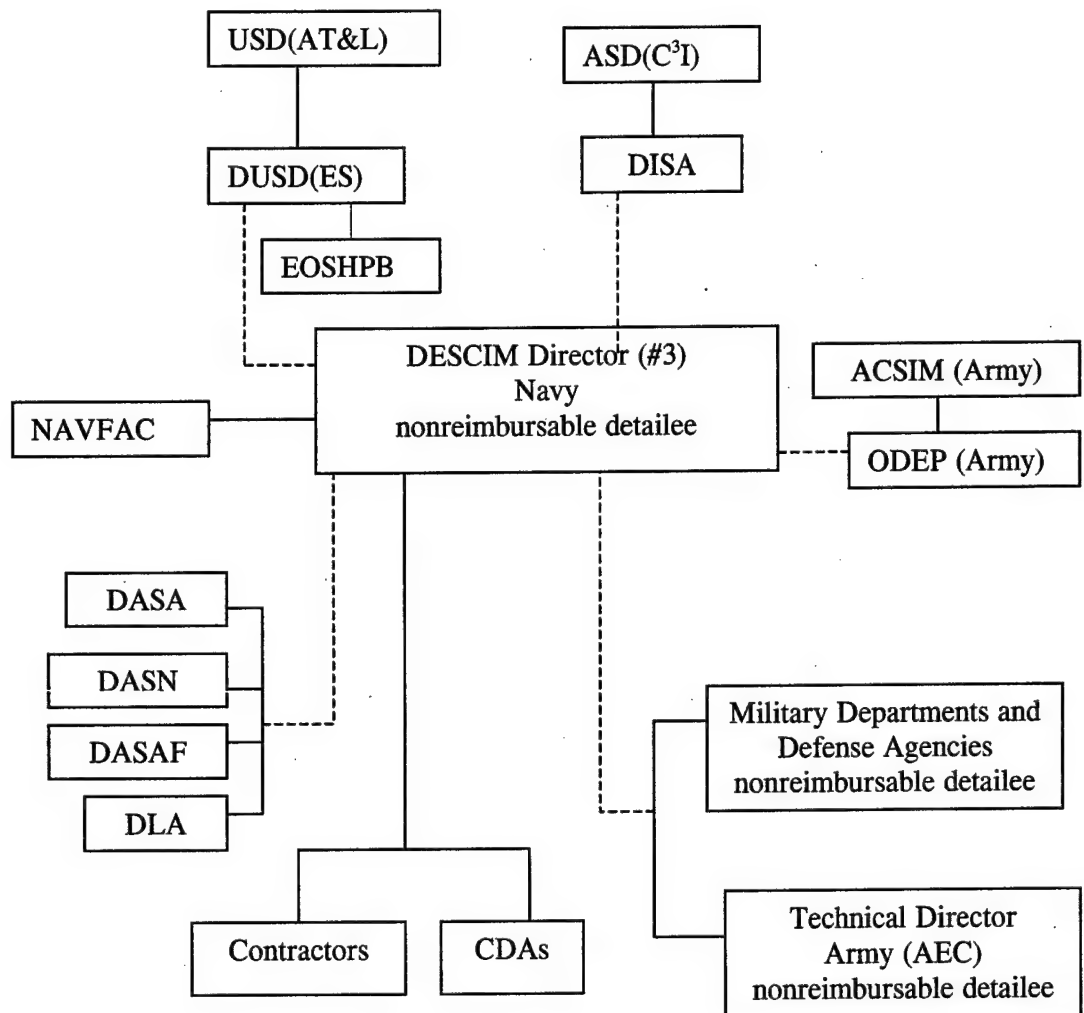 USD(AT&L)
ASD(C³I)
DUSD(ES)
DISA
EOSHPB
DESCIM Director (#3)
Navy
nonreimbursable detailee
ACSIM (Army)
NAVFAC
ODEP (Army)
DASA
DASN
DASAF
DLA
Military Departments and
Defense Agencies
nonreimbursable detailee
Contractors
CDAs
Technical Director
Army (AEC)
nonreimbursable detailee